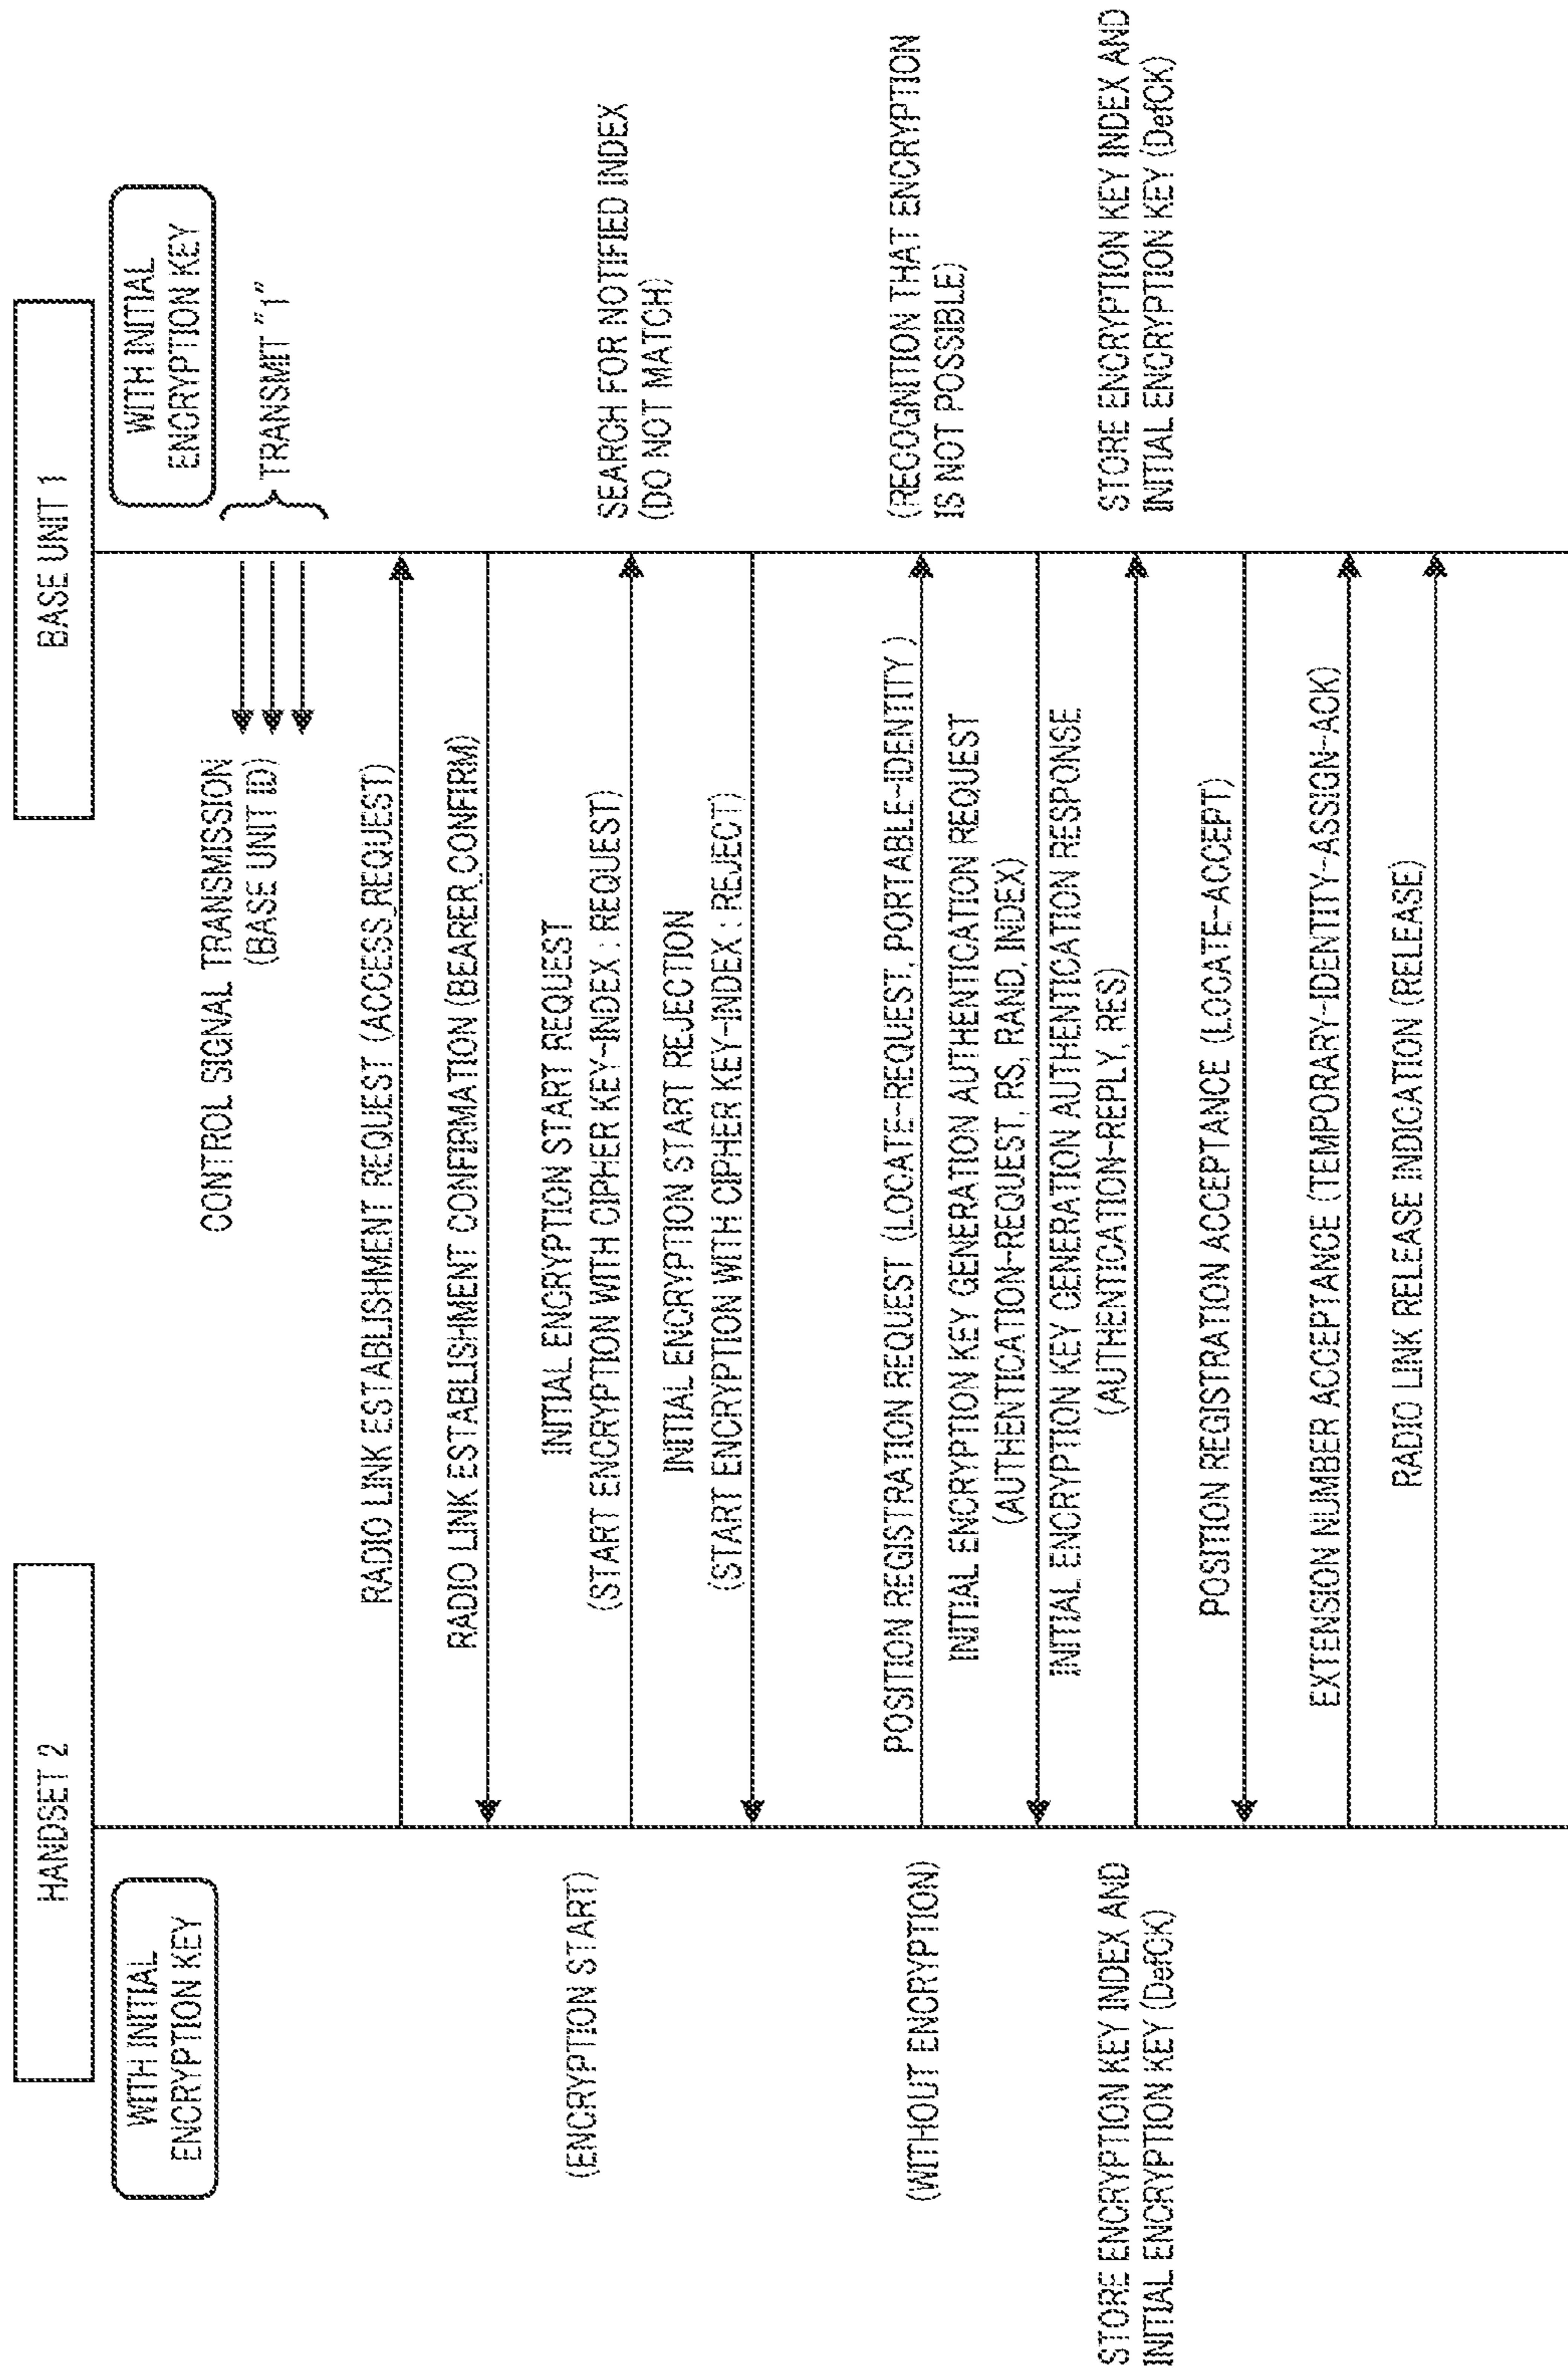 HANDSET 2
BASE UNIT 1
WITH INITIAL
ENCRYPTION KEY
WITH INITIAL
ENCRYPTION KEY
CONTROL SIGNAL TRANSMISSION
(BASE UNIT ID)
TRANSMIT "1"
RADIO LINK ESTABLISHMENT REQUEST (ACCESS_REQUEST)
RADIO LINK ESTABLISHMENT CONFIRMATION (BEARER_CONFIRM)
(ENCRYPTION START)
INITIAL ENCRYPTION START REQUEST
(START ENCRYPTION WITH CIPHER KEY-INDEX : REQUEST)
SEARCH FOR NOTIFIED INDEX
(DO NOT MATCH)
INITIAL ENCRYPTION START REJECTION
(START ENCRYPTION WITH CIPHER KEY-INDEX : REJECT)
(WITHOUT ENCRYPTION)
POSITION REGISTRATION REQUEST (LOCATE-REQUEST, PORTABLE-IDENTITY )
(RECOGNITION THAT ENCRYPTION
IS NOT POSSIBLE)
INITIAL ENCRYPTION KEY GENERATION AUTHENTICATION REQUEST
(AUTHENTICATION-REQUEST, RS, RAND, INDEX)
INITIAL ENCRYPTION KEY GENERATION AUTHENTICATION RESPONSE
(AUTHENTICATION-REPLY, RES)
STORE ENCRYPTION KEY INDEX AND
INITIAL ENCRYPTION KEY (DefCK)
STORE ENCRYPTION KEY INDEX AND
INITIAL ENCRYPTION KEY (DefCK)
POSITION REGISTRATION ACCEPTANCE (LOCATE-ACCEPT)
EXTENSION NUMBER ACCEPTANCE (TEMPORARY-IDENTITY-ASSIGN-ACK)
RADIO LINK RELEASE INDICATION (RELEASE)